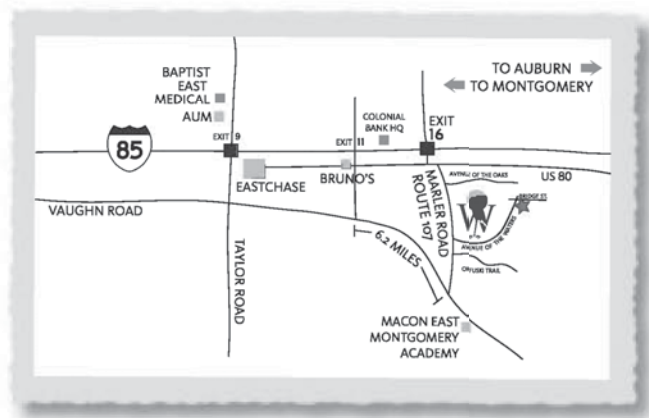 BAPTIST
EAST
MEDICAL
AUM
TO AUBURN
TO MONTGOMERY
COLONIAL
BANK HQ
EXIT
16
EXIT 9
EXIT 11
85
EASTCHASE
BRUNO'S
US 80
AVENUE OF THE OAKS
MARLER ROAD
ROUTE 107
W
BRIDGE ST.
AVENUE OF THE WATERS
VAUGHN ROAD
6.2 MILES
TAYLOR ROAD
MACON EAST
MONTGOMERY
ACADEMY